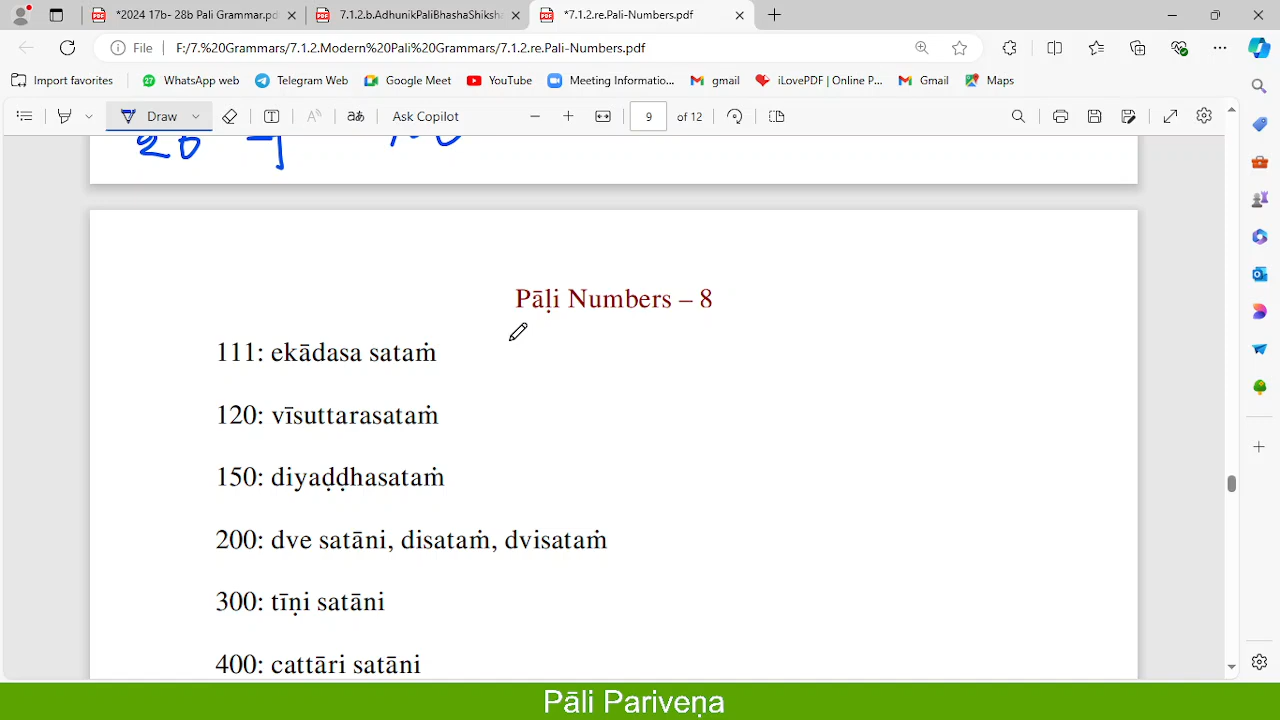 *2024 17b- 28b Pali Grammar.pd
7.1.2.b.AdhunikPaliBhashaShiksha
*7.1.2.re.Pali-Numbers.pdf
File
F:/7.%20Grammars/7.1.2.Modern%20Pali%20Grammars/7.1.2.re.Pali-Numbers.pdf
Import favorites
27 WhatsApp web
Telegram Web
Google Meet
YouTube
Meeting Informatio...
gmail
iLovePDF | Online P...
Gmail
Maps
Draw
Ask Copilot
9 of 12
Pāḷi Numbers – 8
111: ekādasa sataṁ
120: vīsuttarasataṁ
150: diyaḍḍhasataṁ
200: dve satāni, disataṁ, dvisataṁ
300: tīṇi satāni
400: cattāri satāni
Pāli Pariveṇa